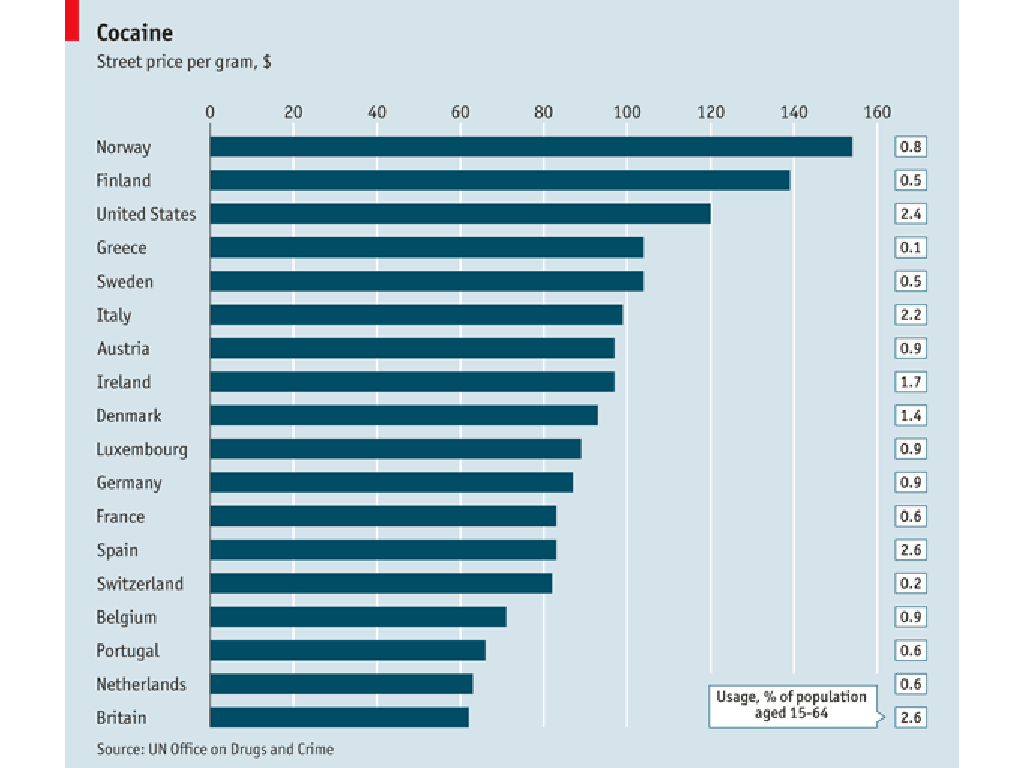 Cocaine
Street price per gram, $
0 20 40 60 80 100 120 140 160
Norway 0.8
Finland 0.5
United States 2.4
Greece 0.1
Sweden 0.5
Italy 2.2
Austria 0.9
Ireland 1.7
Denmark 1.4
Luxembourg 0.9
Germany 0.9
France 0.6
Spain 2.6
Switzerland 0.2
Belgium 0.9
Portugal 0.6
Netherlands 0.6
Usage, % of population
aged 15-64
Britain 2.6
Source: UN Office on Drugs and Crime